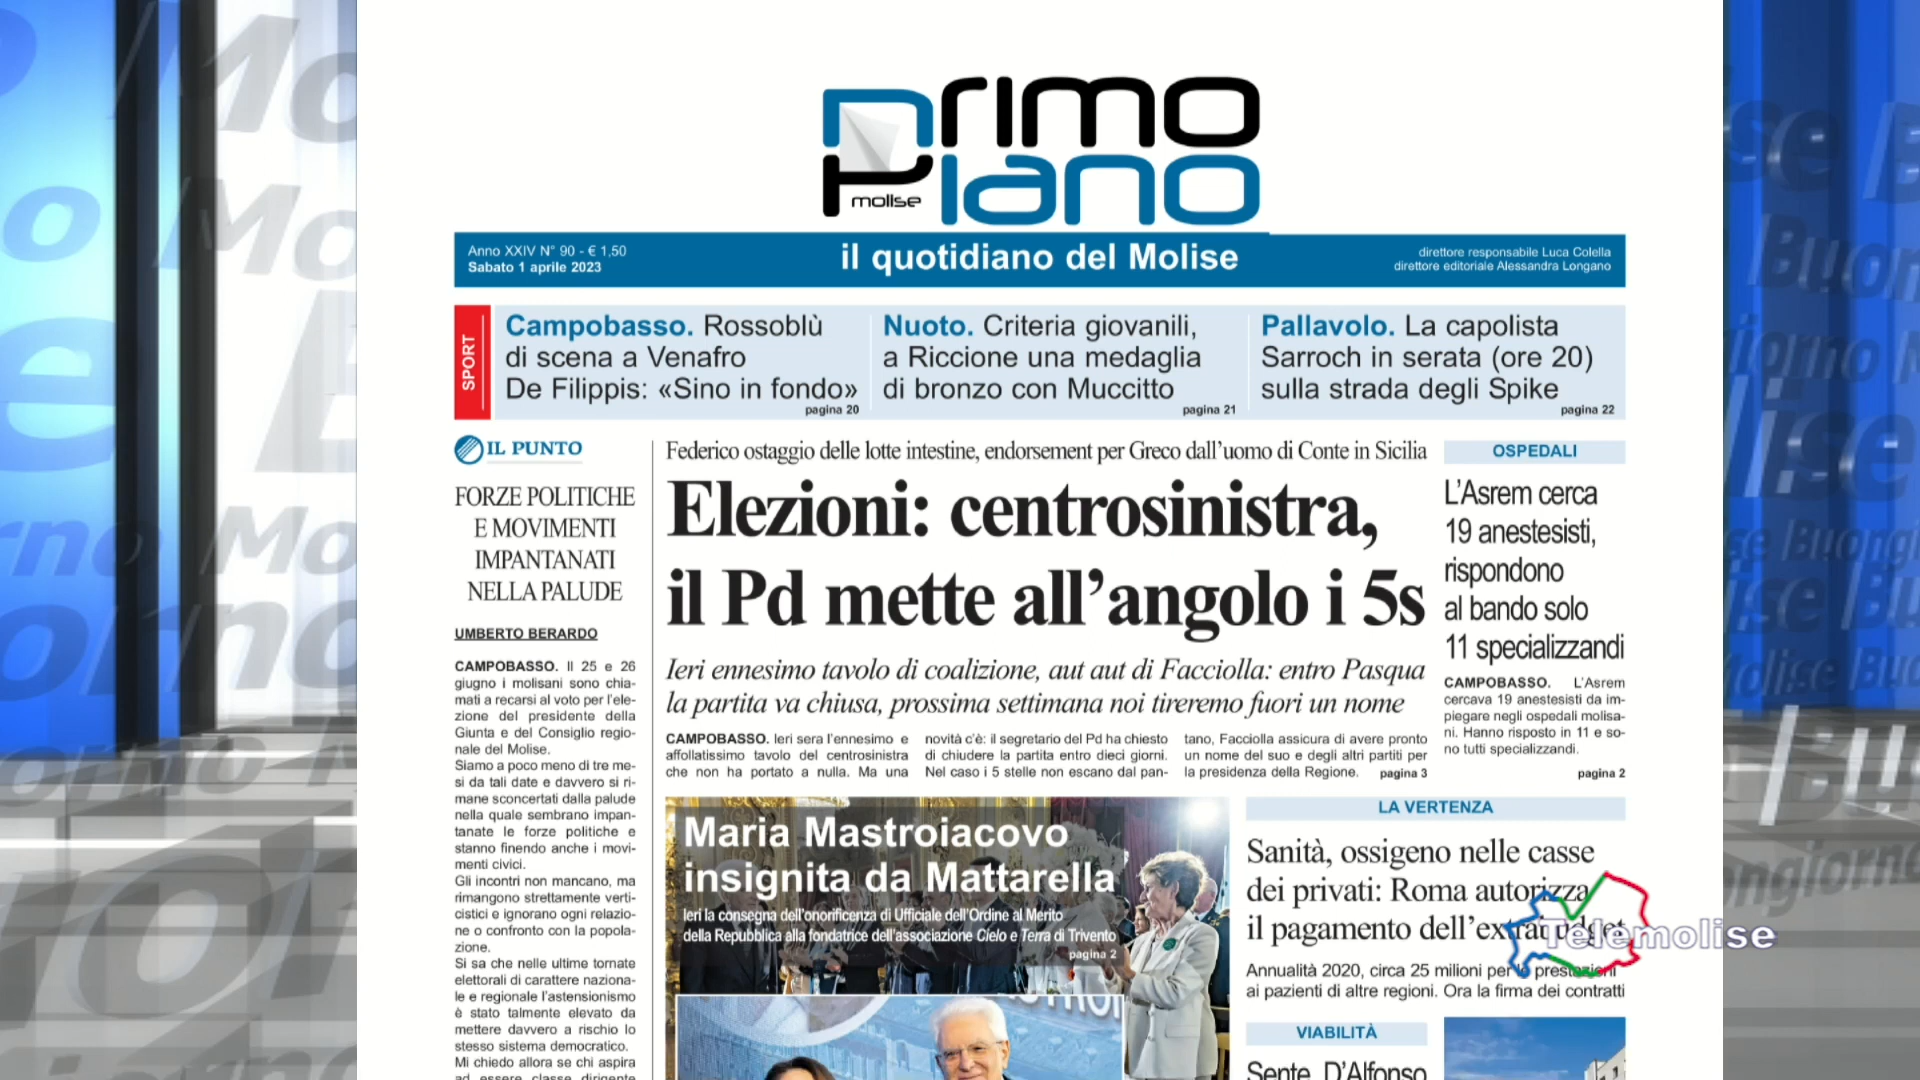 primo
piano
molise
Anno XXIV N° 90 - € 1,50
Sabato 1 aprile 2023
il quotidiano del Molise
direttore responsabile Luca Colella
direttore editoriale Alessandra Longano
SPORT
Campobasso. Rossoblù
di scena a Venafro
De Filippis: «Sino in fondo»
pagina 20
Nuoto. Criteria giovanili,
a Riccione una medaglia
di bronzo con Muccitto
pagina 21
Pallavolo. La capolista
Sarroch in serata (ore 20)
sulla strada degli Spike
pagina 22
IL PUNTO
FORZE POLITICHE
E MOVIMENTI
IMPANTANATI
NELLA PALUDE
UMBERTO BERARDO
CAMPOBASSO. Il 25 e 26
giugno i molisani sono chia-
mati a recarsi al voto per l'ele-
zione del presidente della
Giunta e del Consiglio regio-
nale del Molise.
Siamo a poco meno di tre me-
si da tali date e davvero si ri-
mane sconcertati dalla palude
nella quale sembrano impan-
tanate le forze politiche e
stanno finendo anche i movi-
menti civici.
Gli incontri non mancano, ma
rimangono strettamente verti-
cistici e ignorano ogni relazio-
ne o confronto con la popola-
zione.
Si sa che nelle ultime tornate
elettorali di carattere naziona-
le e regionale l'astensionismo
è stato talmente elevato da
mettere davvero a rischio lo
stesso sistema democratico.
Mi chiedo allora se chi aspira
ad essere classe dirigente
Federico ostaggio delle lotte intestine, endorsement per Greco dall'uomo di Conte in Sicilia
Elezioni: centrosinistra,
il Pd mette all'angolo i 5s
Ieri ennesimo tavolo di coalizione, aut aut di Facciolla: entro Pasqua
la partita va chiusa, prossima settimana noi tireremo fuori un nome
CAMPOBASSO. Ieri sera l'ennesimo e
affollatissimo tavolo del centrosinistra
che non ha portato a nulla. Ma una
novità c'è: il segretario del Pd ha chiesto
di chiudere la partita entro dieci giorni.
Nel caso i 5 stelle non escano dal pan-
tano, Facciolla assicura di avere pronto
un nome del suo e degli altri partiti per
la presidenza della Regione. pagina 3
OSPEDALI
L'Asrem cerca
19 anestesisti,
rispondono
al bando solo
11 specializzandi
CAMPOBASSO. L'Asrem
cercava 19 anestesisti da im-
piegare negli ospedali molisa-
ni. Hanno risposto in 11 e so-
no tutti specializzandi.
pagina 2
Maria Mastroiacovo
insignita da Mattarella
Ieri la consegna dell'onorificenza di Ufficiale dell'Ordine al Merito
della Repubblica alla fondatrice dell'associazione Cielo e Terra di Trivento
pagina 2
LA VERTENZA
Sanità, ossigeno nelle casse
dei privati: Roma autorizza
il pagamento dell'extrabudget
Annualità 2020, circa 25 milioni per le prestazioni
ai pazienti di altre regioni. Ora la firma dei contratti
VIABILITÀ
Sente, D'Alfonso
Telemolise